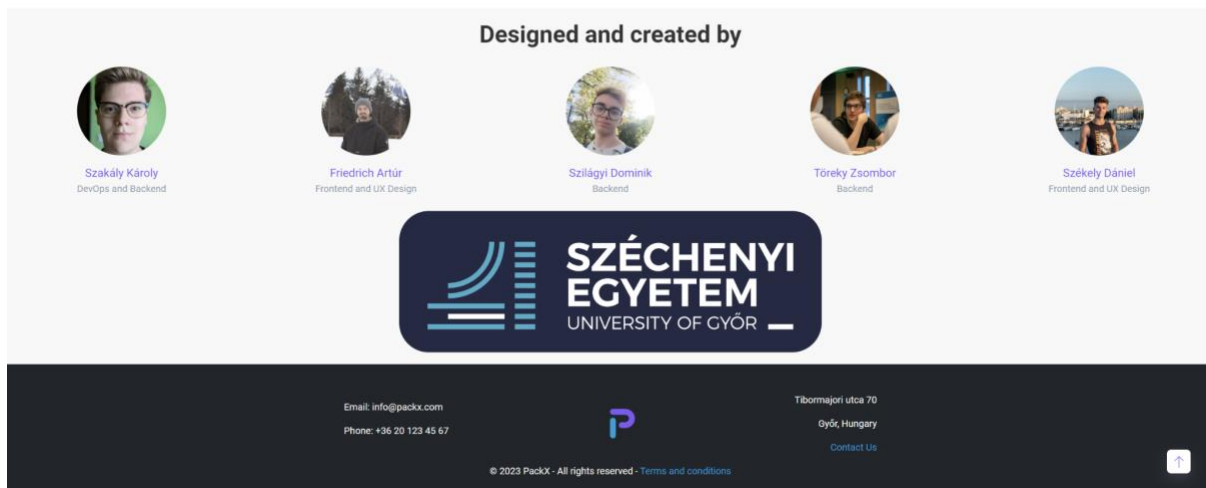 Designed and created by
Szakály Károly
DevOps and Backend
Friedrich Artúr
Frontend and UX Design
Szilágyi Dominik
Backend
Töreky Zsombor
Backend
Székely Dániel
Frontend and UX Design
SZÉCHENYI
EGYETEM
UNIVERSITY OF GYŐR
Email: info@packx.com
Phone: +36 20 123 45 67
Tibormajori utca 70
Győr, Hungary
Contact Us
© 2023 PackX - All rights reserved - Terms and conditions